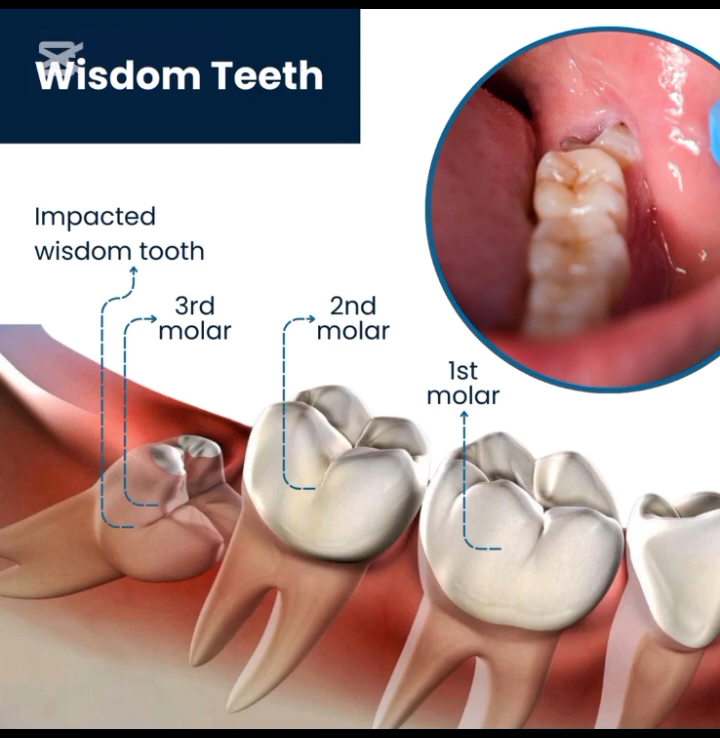 Wisdom Teeth
Impacted
wisdom tooth
3rd
molar
2nd
molar
1st
molar